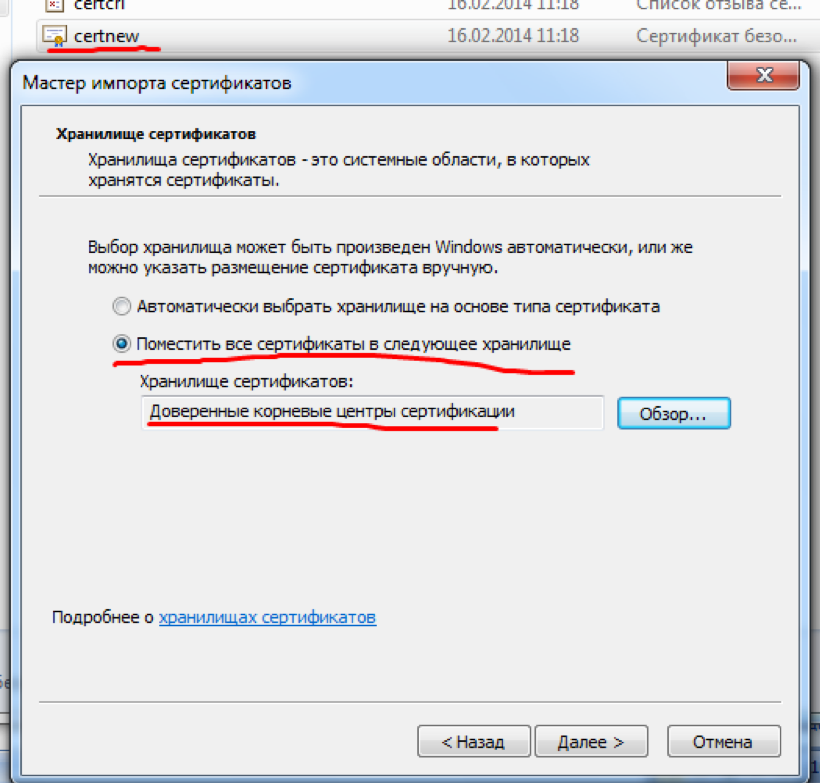 certcrl 16.02.2014 11:18 Список отзыва се...
certnew 16.02.2014 11:18 Сертификат безо...
Мастер импорта сертификатов
Хранилище сертификатов
Хранилища сертификатов - это системные области, в которых
хранятся сертификаты.
Выбор хранилища может быть произведен Windows автоматически, или же
можно указать размещение сертификата вручную.
Автоматически выбрать хранилище на основе типа сертификата
Поместить все сертификаты в следующее хранилище
Хранилище сертификатов:
Доверенные корневые центры сертификации Обзор...
Подробнее о хранилищах сертификатов
< Назад Далее > Отмена